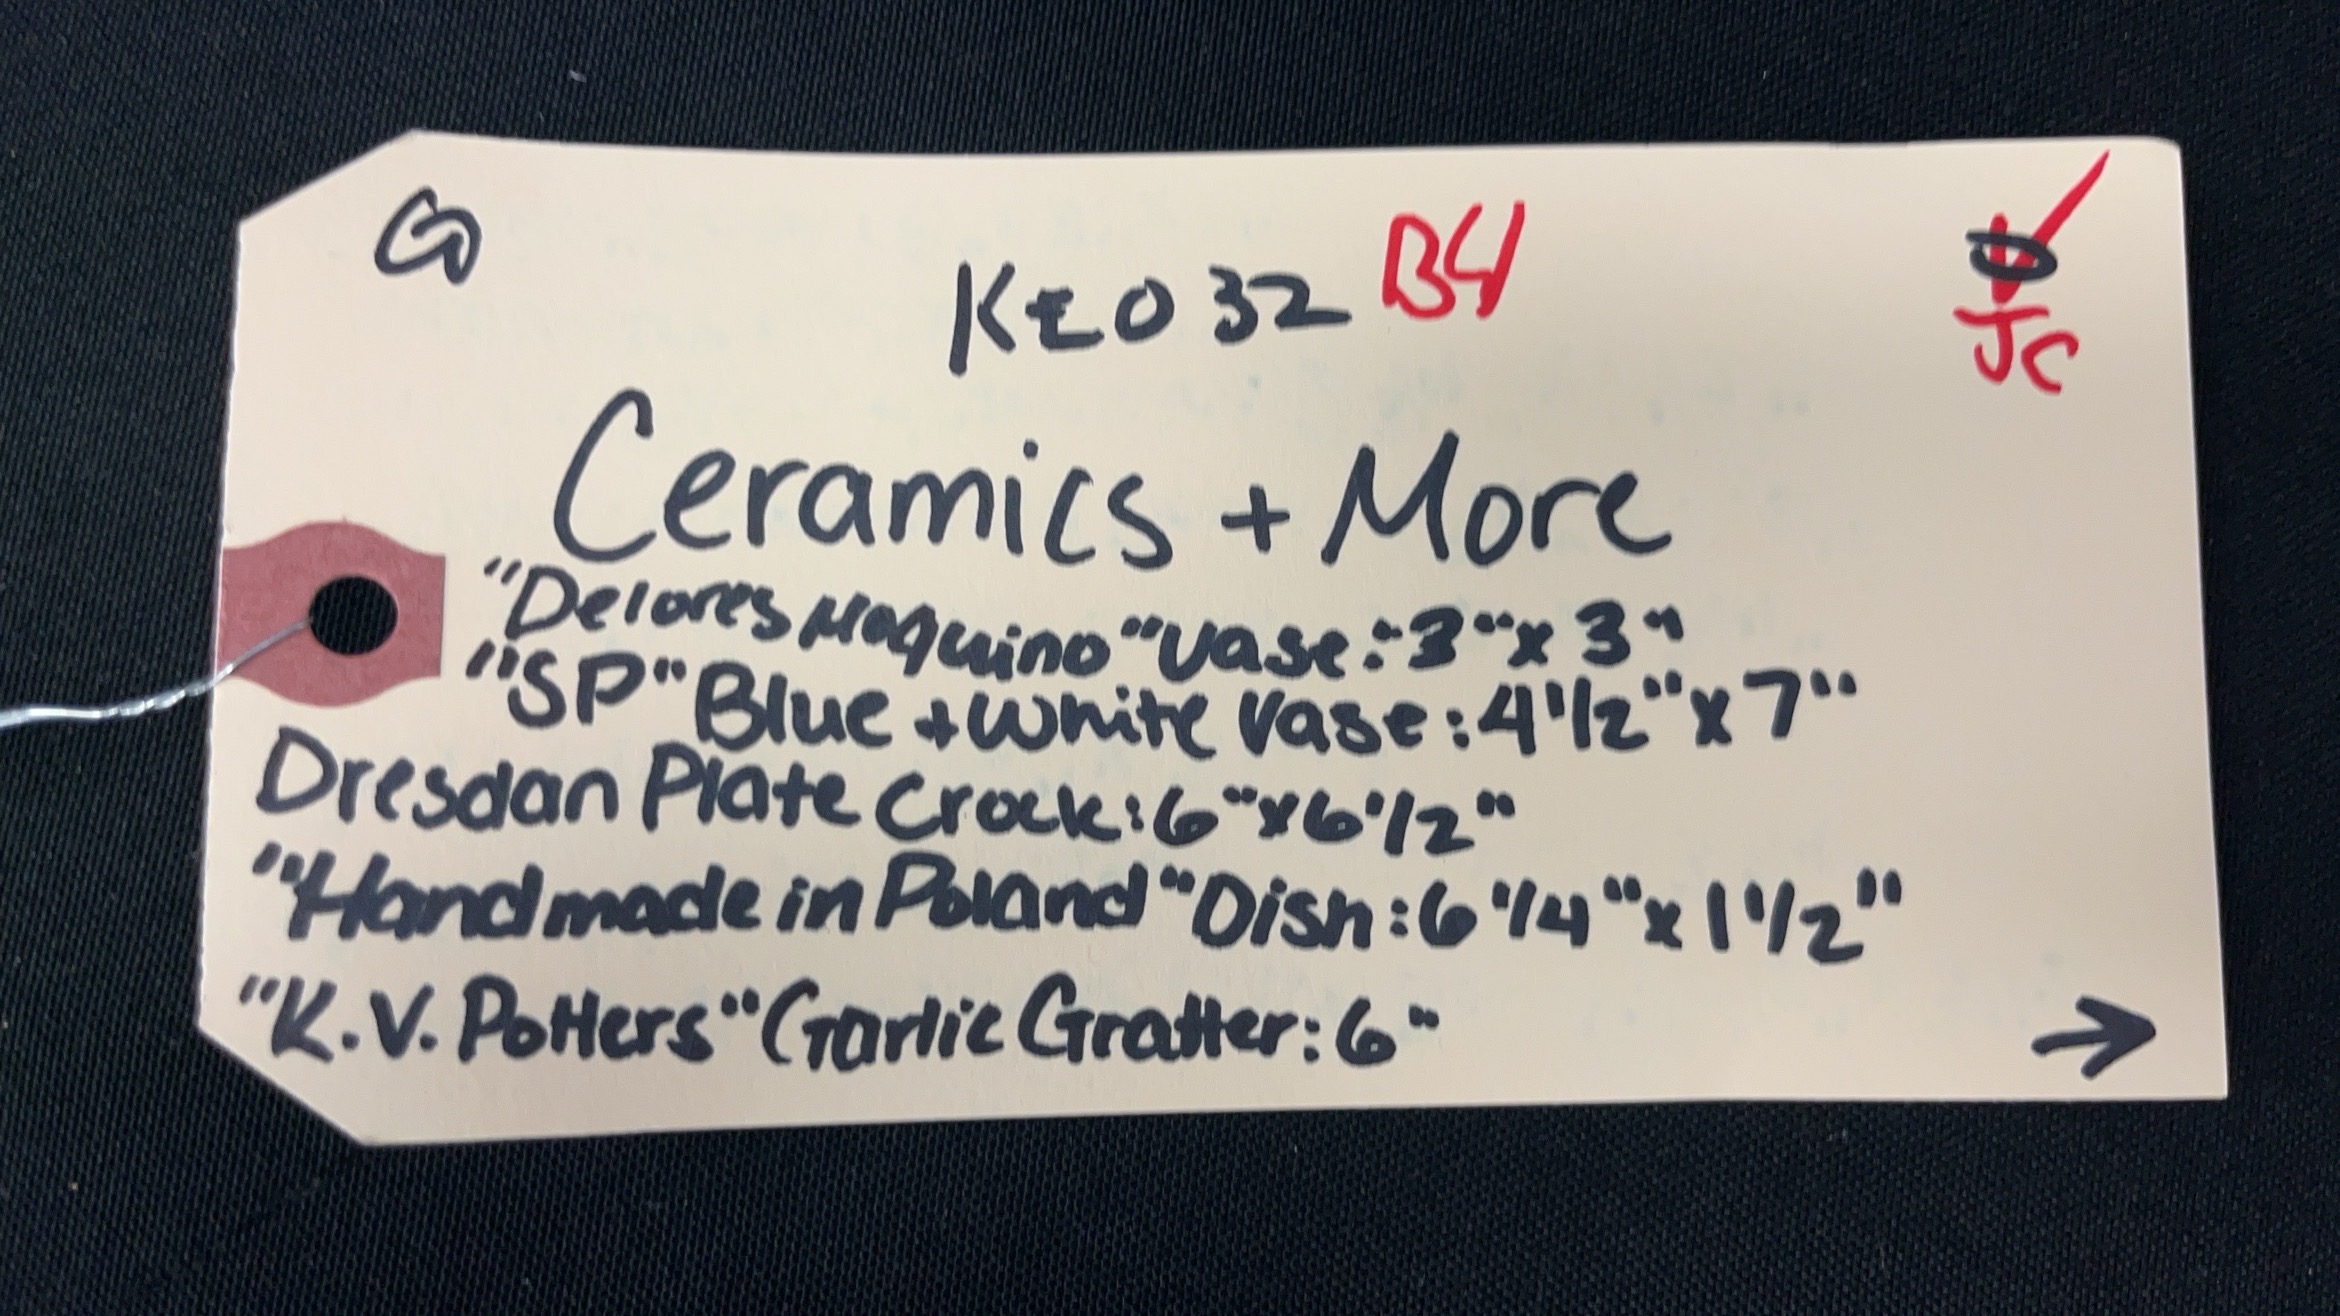 KE032 B4
JC
Ceramics + More
"Delores Maquino" Vase: 3" x 3"
"SP" Blue + White Vase: 4 1/2" x 7"
Dresdan Plate Crock: 6" x 6 1/2"
"Handmade in Poland" Dish: 6 1/4" x 1 1/2"
"K.V. Potters" Garlic Gratter: 6"